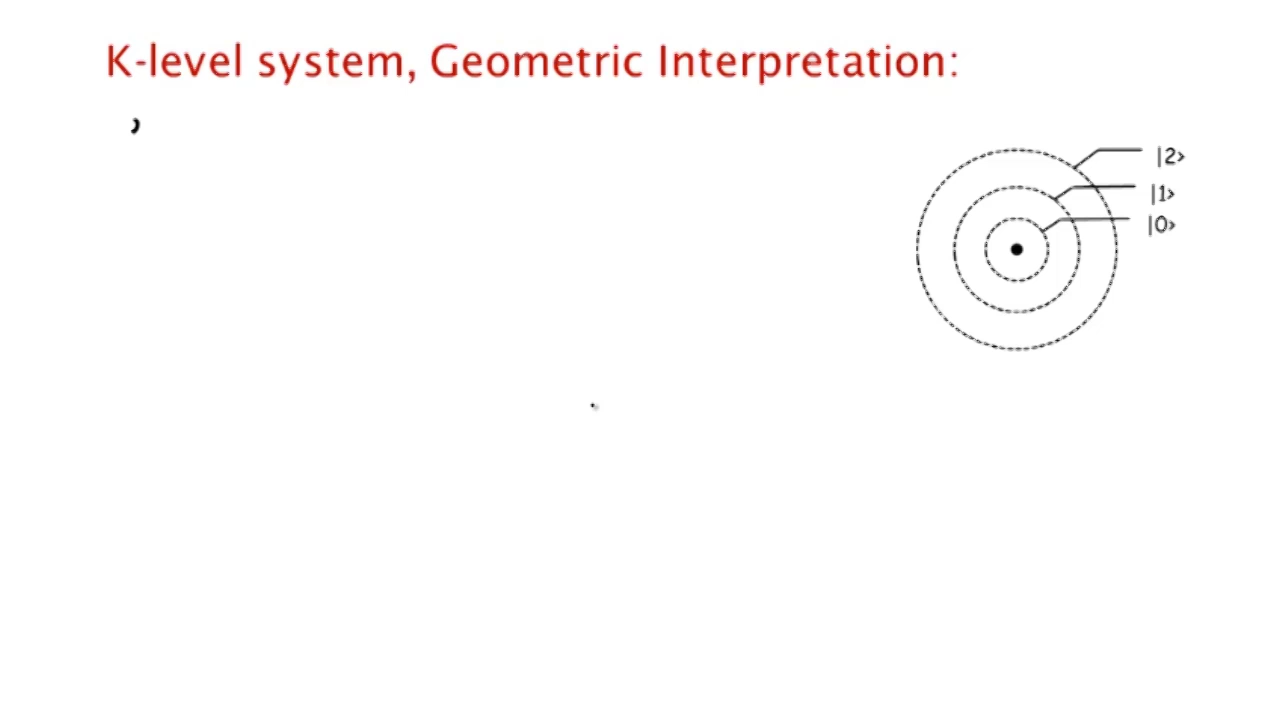 K-level system, Geometric Interpretation:
|2›
|1›
|0›